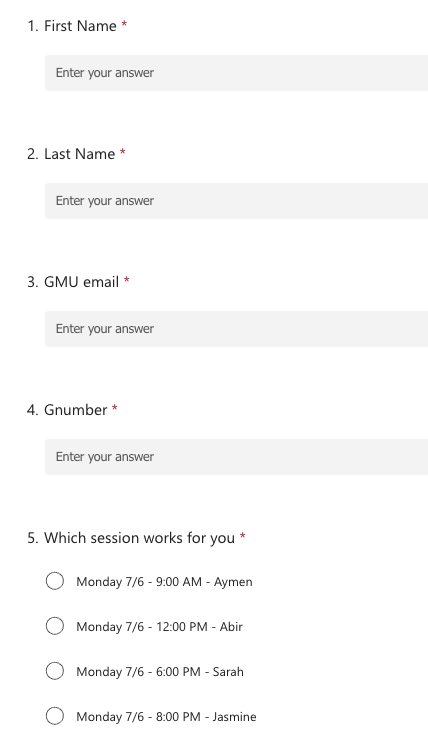 1. First Name *
Enter your answer
2. Last Name *
Enter your answer
3. GMU email *
Enter your answer
4. Gnumber *
Enter your answer
5. Which session works for you *
Monday 7/6 - 9:00 AM - Aymen
Monday 7/6 - 12:00 PM - Abir
Monday 7/6 - 6:00 PM - Sarah
Monday 7/6 - 8:00 PM - Jasmine